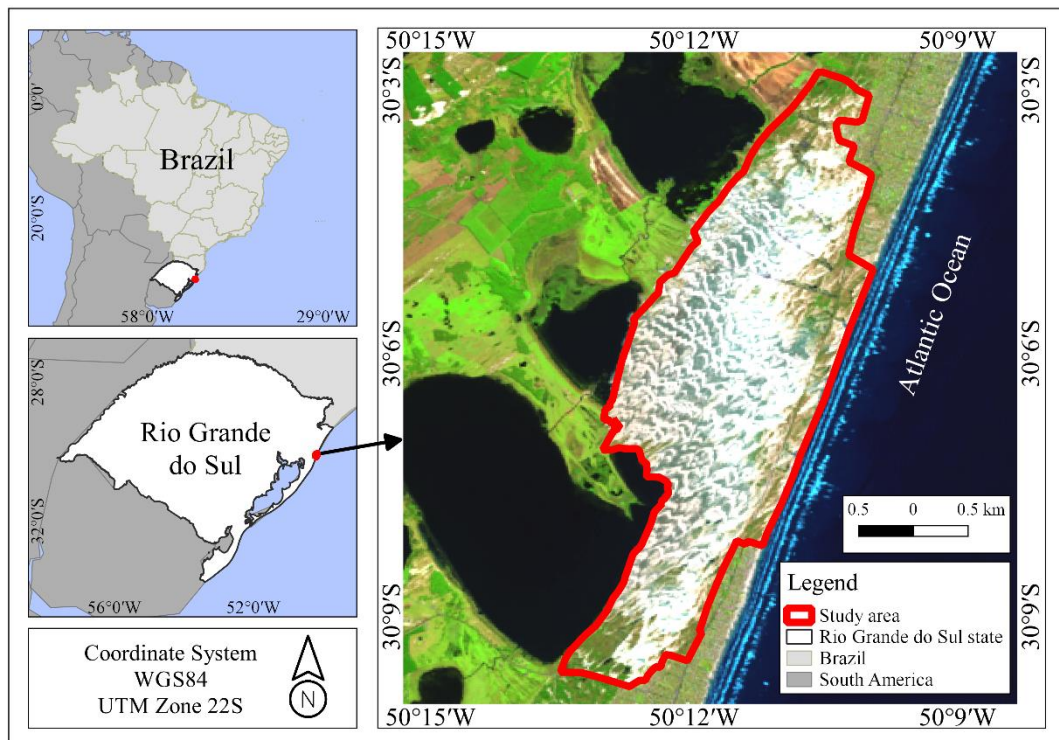 Brazil
0°0'
20°0'S
58°0'W
29°0'W
28°0'S
Rio Grande
do Sul
32°0'S
56°0'W
52°0'W
Coordinate System
WGS84
UTM Zone 22S
N
50°15'W
50°12'W
50°9'W
30°3'S
30°3'S
30°6'S
30°6'S
Atlantic Ocean
0.5
0
0.5 km
Legend
Study area
Rio Grande do Sul state
Brazil
South America
30°9'S
30°9'S
50°15'W
50°12'W
50°9'W